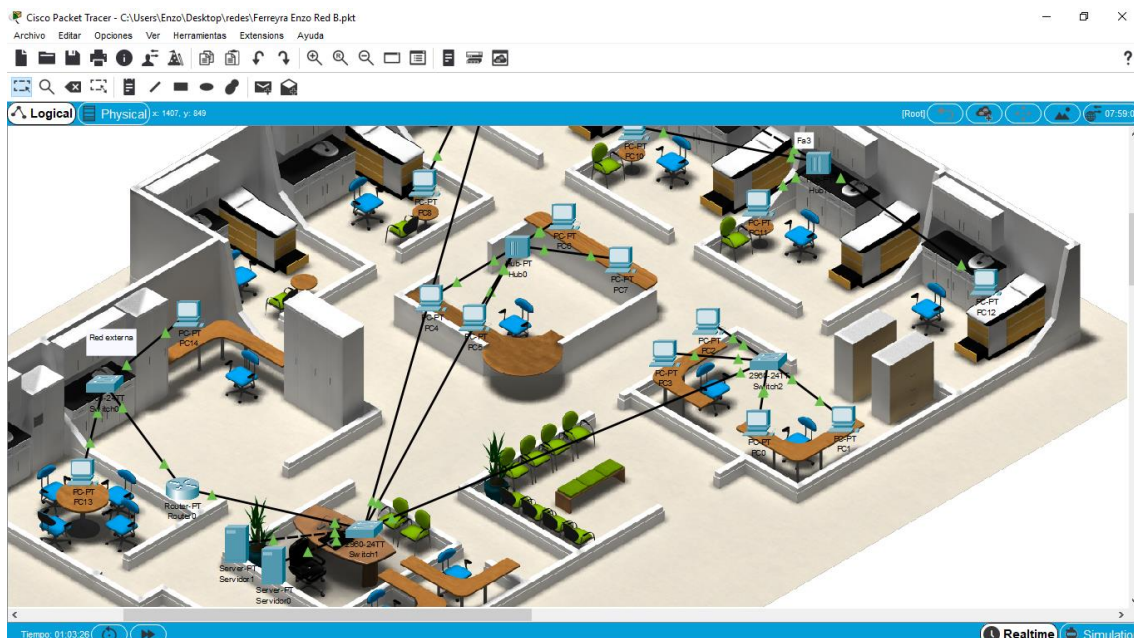 Cisco Packet Tracer - C:\Users\Enzo\Desktop\redes\Ferreyra Enzo Red B.pkt
Archivo Editar Opciones Ver Herramientas Extensions Ayuda
?
Logical Physical x: 1407, y: 849 [Root] 07:59:0
Fa3
PC-PT
PC10
Hub1
PC-PT
PC8
PC-PT
PC11
PC-PT
PC6
Hub-PT
Hub0
PC-PT
PC7
PC-PT
PC12
PC-PT
PC4
PC-PT
PC5
PC-PT
PC14
Red externa
PC-PT
PC2
PC-PT
PC3
2960-24TT
Switch2
2960-24TT
Switch0
PC-PT
PC0
PC-PT
PC1
PC-PT
PC13
Router-PT
Router0
2960-24TT
Switch1
Server-PT
Servidor1
Server-PT
Servidor0
Tiempo: 01:03:26 Realtime Simulation